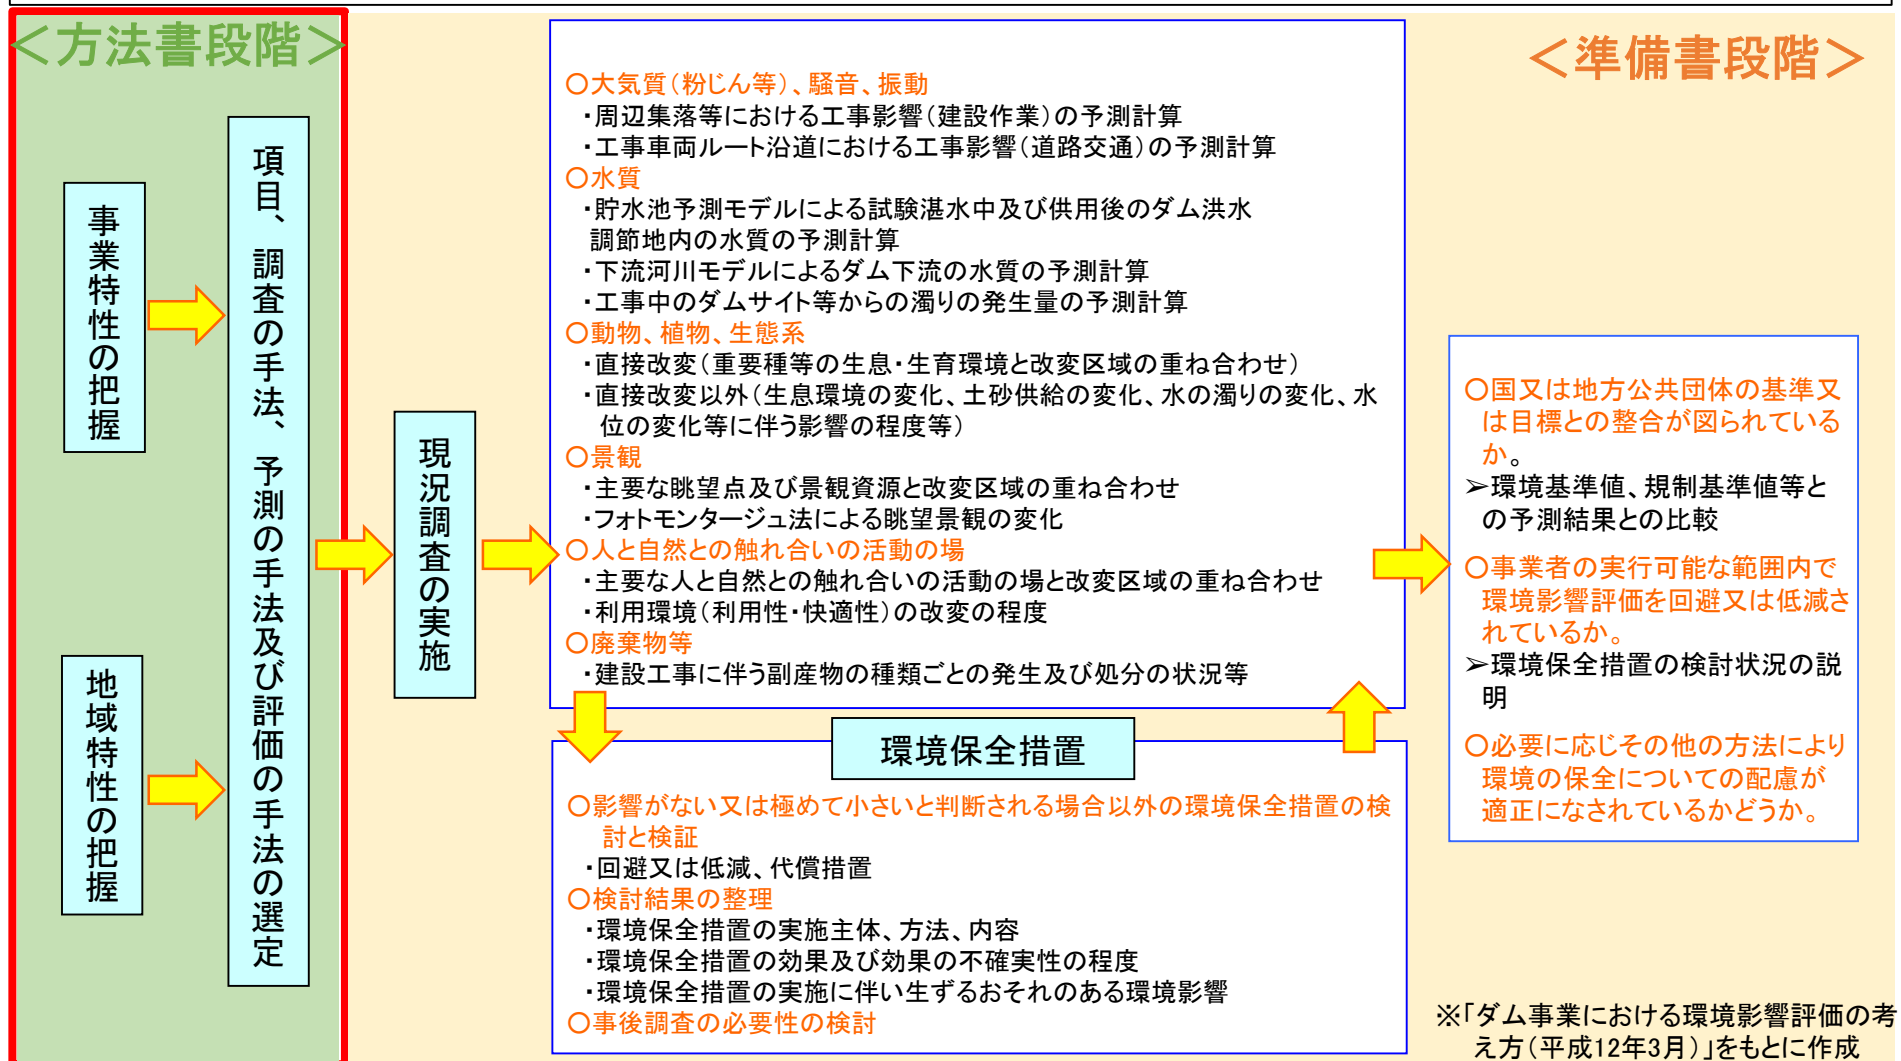 ＜方法書段階＞
事業特性の把握
地域特性の把握
項目、調査の手法、予測の手法及び評価の手法の選定
現況調査の実施
＜準備書段階＞
○大気質（粉じん等）、騒音、振動
・周辺集落等における工事影響（建設作業）の予測計算
・工事車両ルート沿道における工事影響（道路交通）の予測計算
○水質
・貯水池予測モデルによる試験湛水中及び供用後のダム洪水
調節地内の水質の予測計算
・下流河川モデルによるダム下流の水質の予測計算
・工事中のダムサイト等からの濁りの発生量の予測計算
○動物、植物、生態系
・直接改変（重要種等の生息・生育環境と改変区域の重ね合わせ）
・直接改変以外（生息環境の変化、土砂供給の変化、水の濁りの変化、水
位の変化等に伴う影響の程度等）
○景観
・主要な眺望点及び景観資源と改変区域の重ね合わせ
・フォトモンタージュ法による眺望景観の変化
○人と自然との触れ合いの活動の場
・主要な人と自然との触れ合いの活動の場と改変区域の重ね合わせ
・利用環境（利用性・快適性）の改変の程度
○廃棄物等
・建設工事に伴う副産物の種類ごとの発生及び処分の状況等
環境保全措置
○影響がない又は極めて小さいと判断される場合以外の環境保全措置の検
討と検証
・回避又は低減、代償措置
○検討結果の整理
・環境保全措置の実施主体、方法、内容
・環境保全措置の効果及び効果の不確実性の程度
・環境保全措置の実施に伴い生ずるおそれのある環境影響
○事後調査の必要性の検討
○国又は地方公共団体の基準又
は目標との整合が図られている
か。
➢環境基準値、規制基準値等と
の予測結果との比較
○事業者の実行可能な範囲内で
環境影響評価を回避又は低減さ
れているか。
➢環境保全措置の検討状況の説
明
○必要に応じその他の方法により
環境の保全についての配慮が
適正になされているかどうか。
※「ダム事業における環境影響評価の考
え方（平成12年3月）」をもとに作成